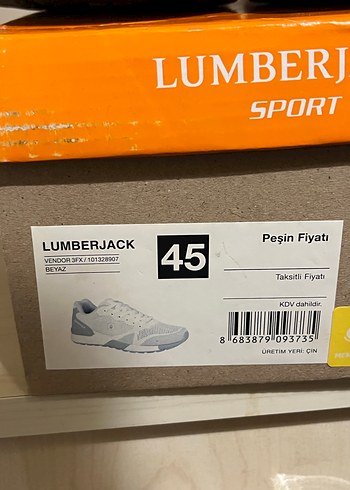 LUMBERJ
SPORT
LUMBERJACK
VENDOR 3FX / 101328907
BEYAZ
45
Peşin Fiyatı
Taksitli Fiyatı
KDV dahildir.
8 683879 093735
ÜRETİM YERİ: ÇİN